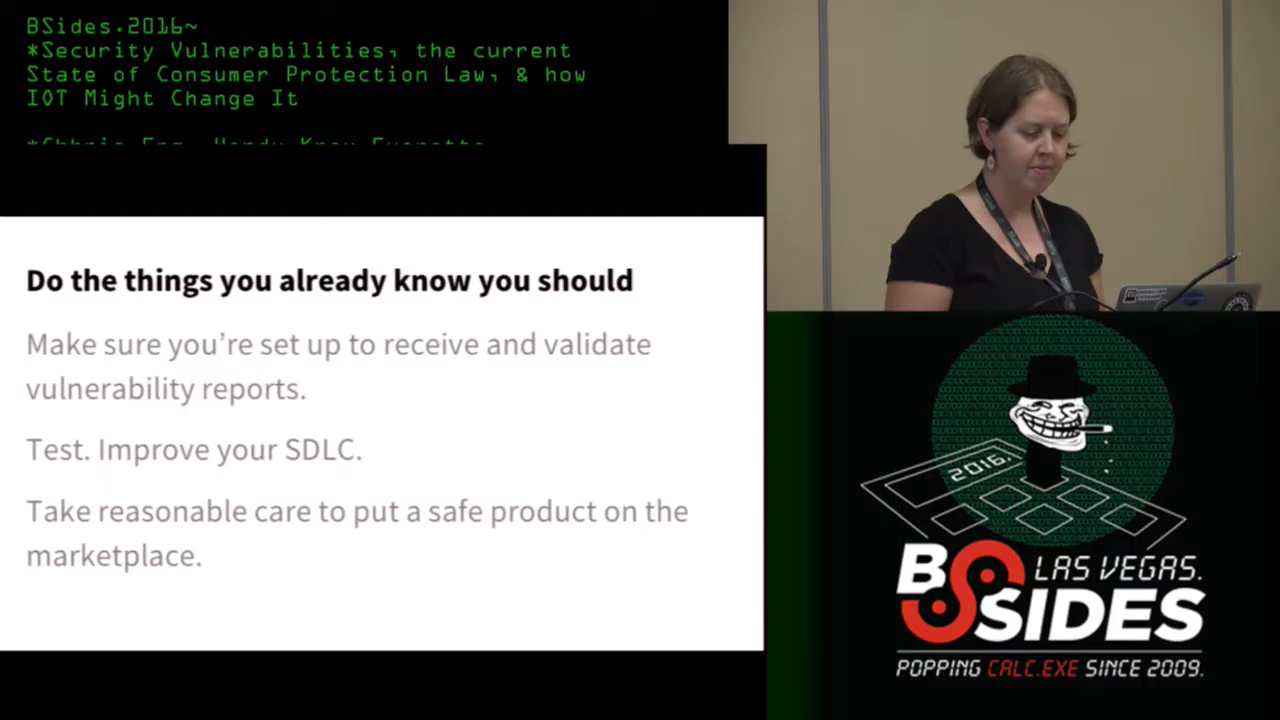 BSides.2016~
*Security Vulnerabilities, the current
State of Consumer Protection Law, & how
IOT Might Change It
Do the things you already know you should
Make sure you're set up to receive and validate
vulnerability reports.
Test. Improve your SDLC.
Take reasonable care to put a safe product on the
marketplace.
2016.
BSIDES
LAS VEGAS.
POPPING CALC.EXE SINCE 2009.